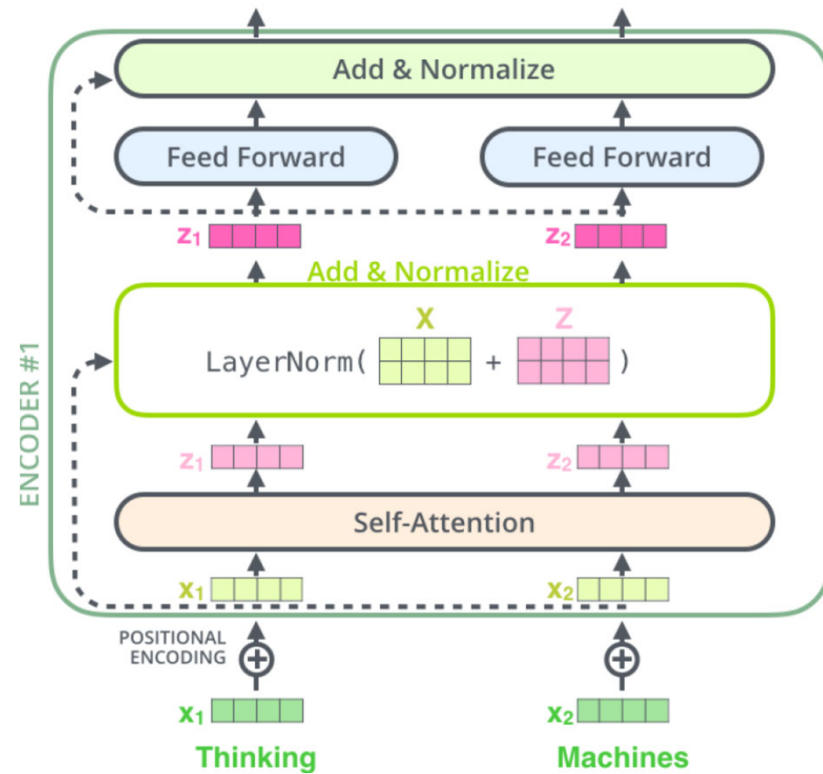 Add & Normalize
Feed Forward
Feed Forward
z1
z2
Add & Normalize
X
Z
LayerNorm( + )
ENCODER #1
z1
z2
Self-Attention
x1
x2
POSITIONAL
ENCODING
x1
x2
Thinking
Machines